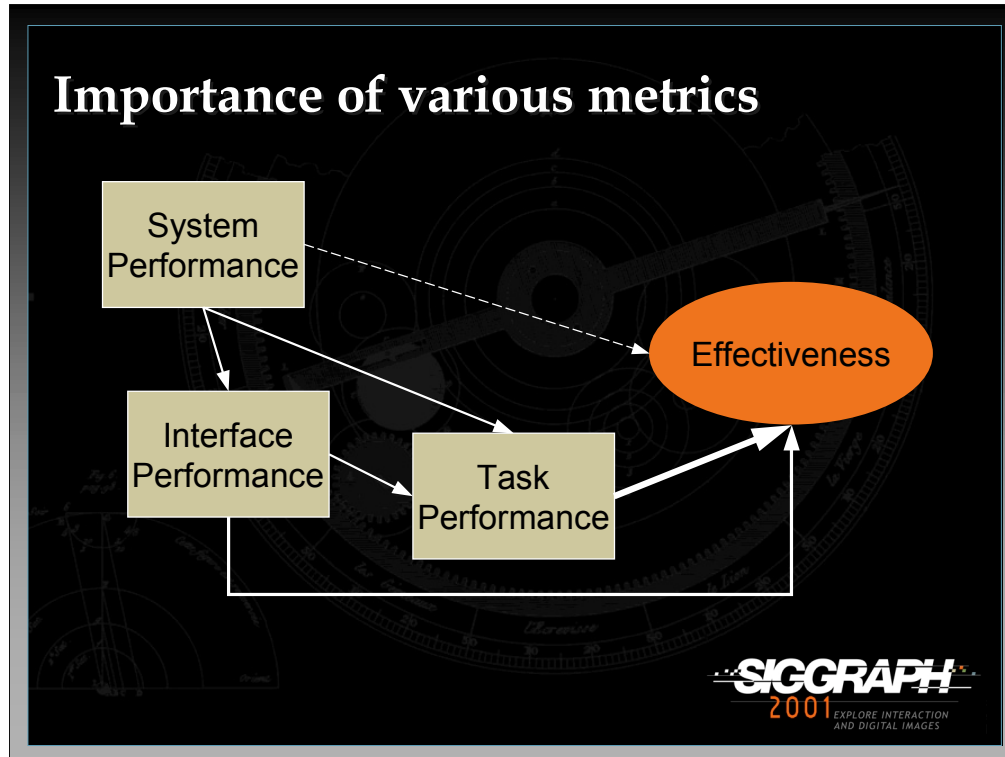 Importance of various metrics
System
Performance
Effectiveness
Interface
Performance
Task
Performance
SIGGRAPH
2001 EXPLORE INTERACTION
AND DIGITAL IMAGES